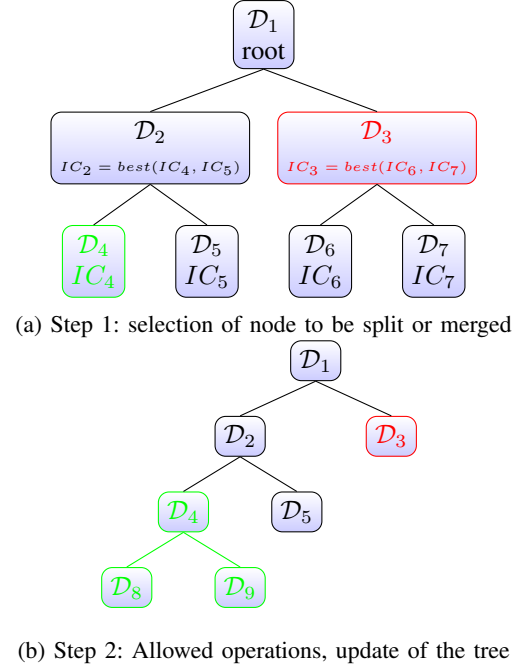 𝒟₁
root
𝒟₂ 𝒟₃
IC₂ = best(IC₄, IC₅) IC₃ = best(IC₆, IC₇)
𝒟₄ 𝒟₅ 𝒟₆ 𝒟₇
IC₄ IC₅ IC₆ IC₇
(a) Step 1: selection of node to be split or merged
𝒟₁
𝒟₂ 𝒟₃
𝒟₄ 𝒟₅
𝒟₈ 𝒟₉
(b) Step 2: Allowed operations, update of the tree